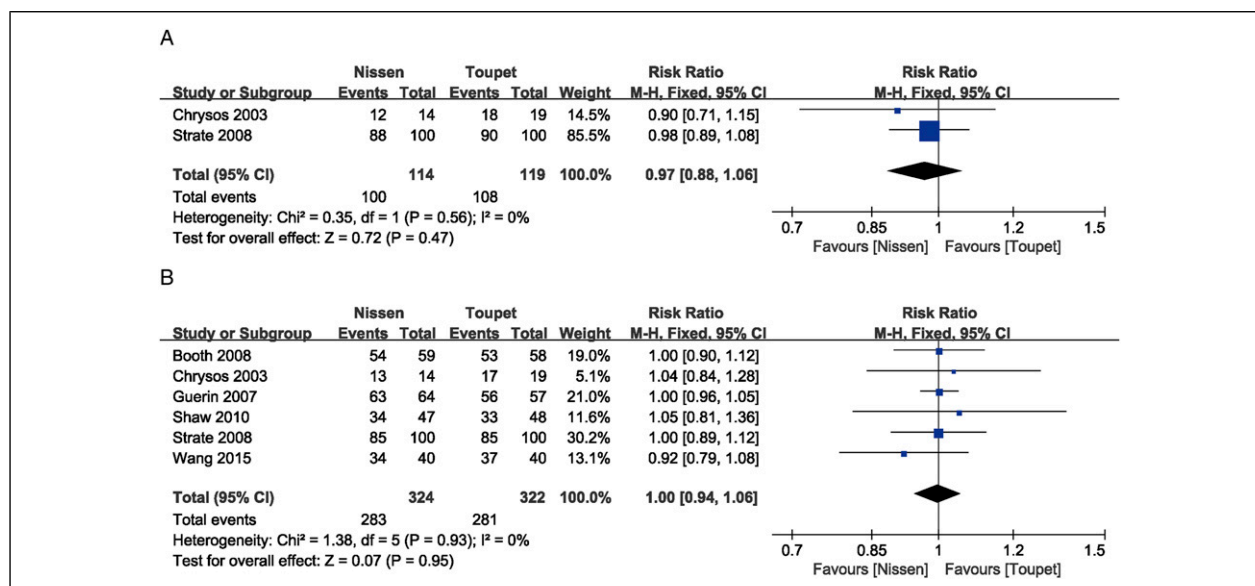 A
Nissen Toupet Risk Ratio Risk Ratio
Study or Subgroup Events Total Events Total Weight M-H, Fixed, 95% CI M-H, Fixed, 95% CI
Chrysos 2003 12 14 18 19 14.5% 0.90 [0.71, 1.15]
Strate 2008 88 100 90 100 85.5% 0.98 [0.89, 1.08]
Total (95% CI) 114 119 100.0% 0.97 [0.88, 1.06]
Total events 100 108
Heterogeneity: Chi² = 0.35, df = 1 (P = 0.56); I² = 0%
Test for overall effect: Z = 0.72 (P = 0.47)
0.7 0.85 1 1.2 1.5
Favours [Nissen] Favours [Toupet]
B
Nissen Toupet Risk Ratio Risk Ratio
Study or Subgroup Events Total Events Total Weight M-H, Fixed, 95% CI M-H, Fixed, 95% CI
Booth 2008 54 59 53 58 19.0% 1.00 [0.90, 1.12]
Chrysos 2003 13 14 17 19 5.1% 1.04 [0.84, 1.28]
Guerin 2007 63 64 56 57 21.0% 1.00 [0.96, 1.05]
Shaw 2010 34 47 33 48 11.6% 1.05 [0.81, 1.36]
Strate 2008 85 100 85 100 30.2% 1.00 [0.89, 1.12]
Wang 2015 34 40 37 40 13.1% 0.92 [0.79, 1.08]
Total (95% CI) 324 322 100.0% 1.00 [0.94, 1.06]
Total events 283 281
Heterogeneity: Chi² = 1.38, df = 5 (P = 0.93); I² = 0%
Test for overall effect: Z = 0.07 (P = 0.95)
0.7 0.85 1 1.2 1.5
Favours [Nissen] Favours [Toupet]